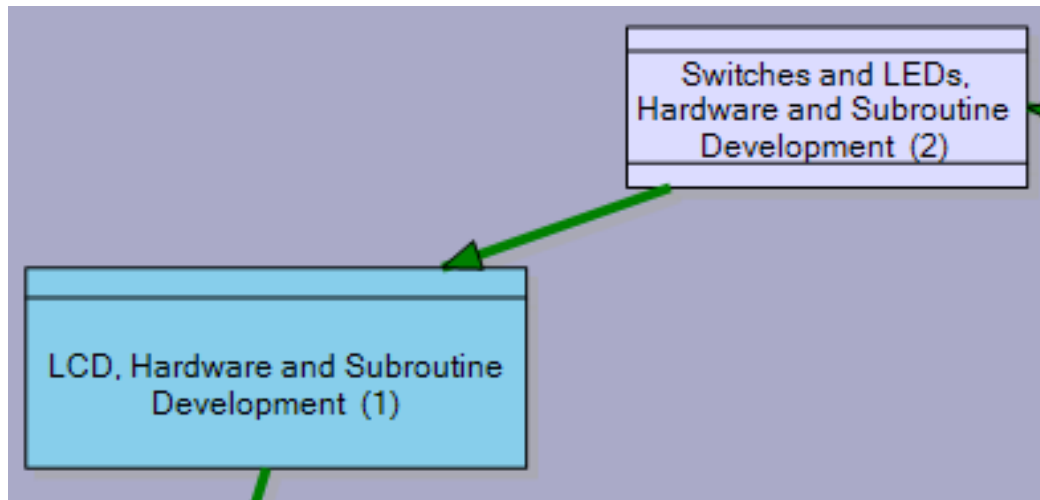 Switches and LEDs,
Hardware and Subroutine
Development (2)
LCD, Hardware and Subroutine
Development (1)